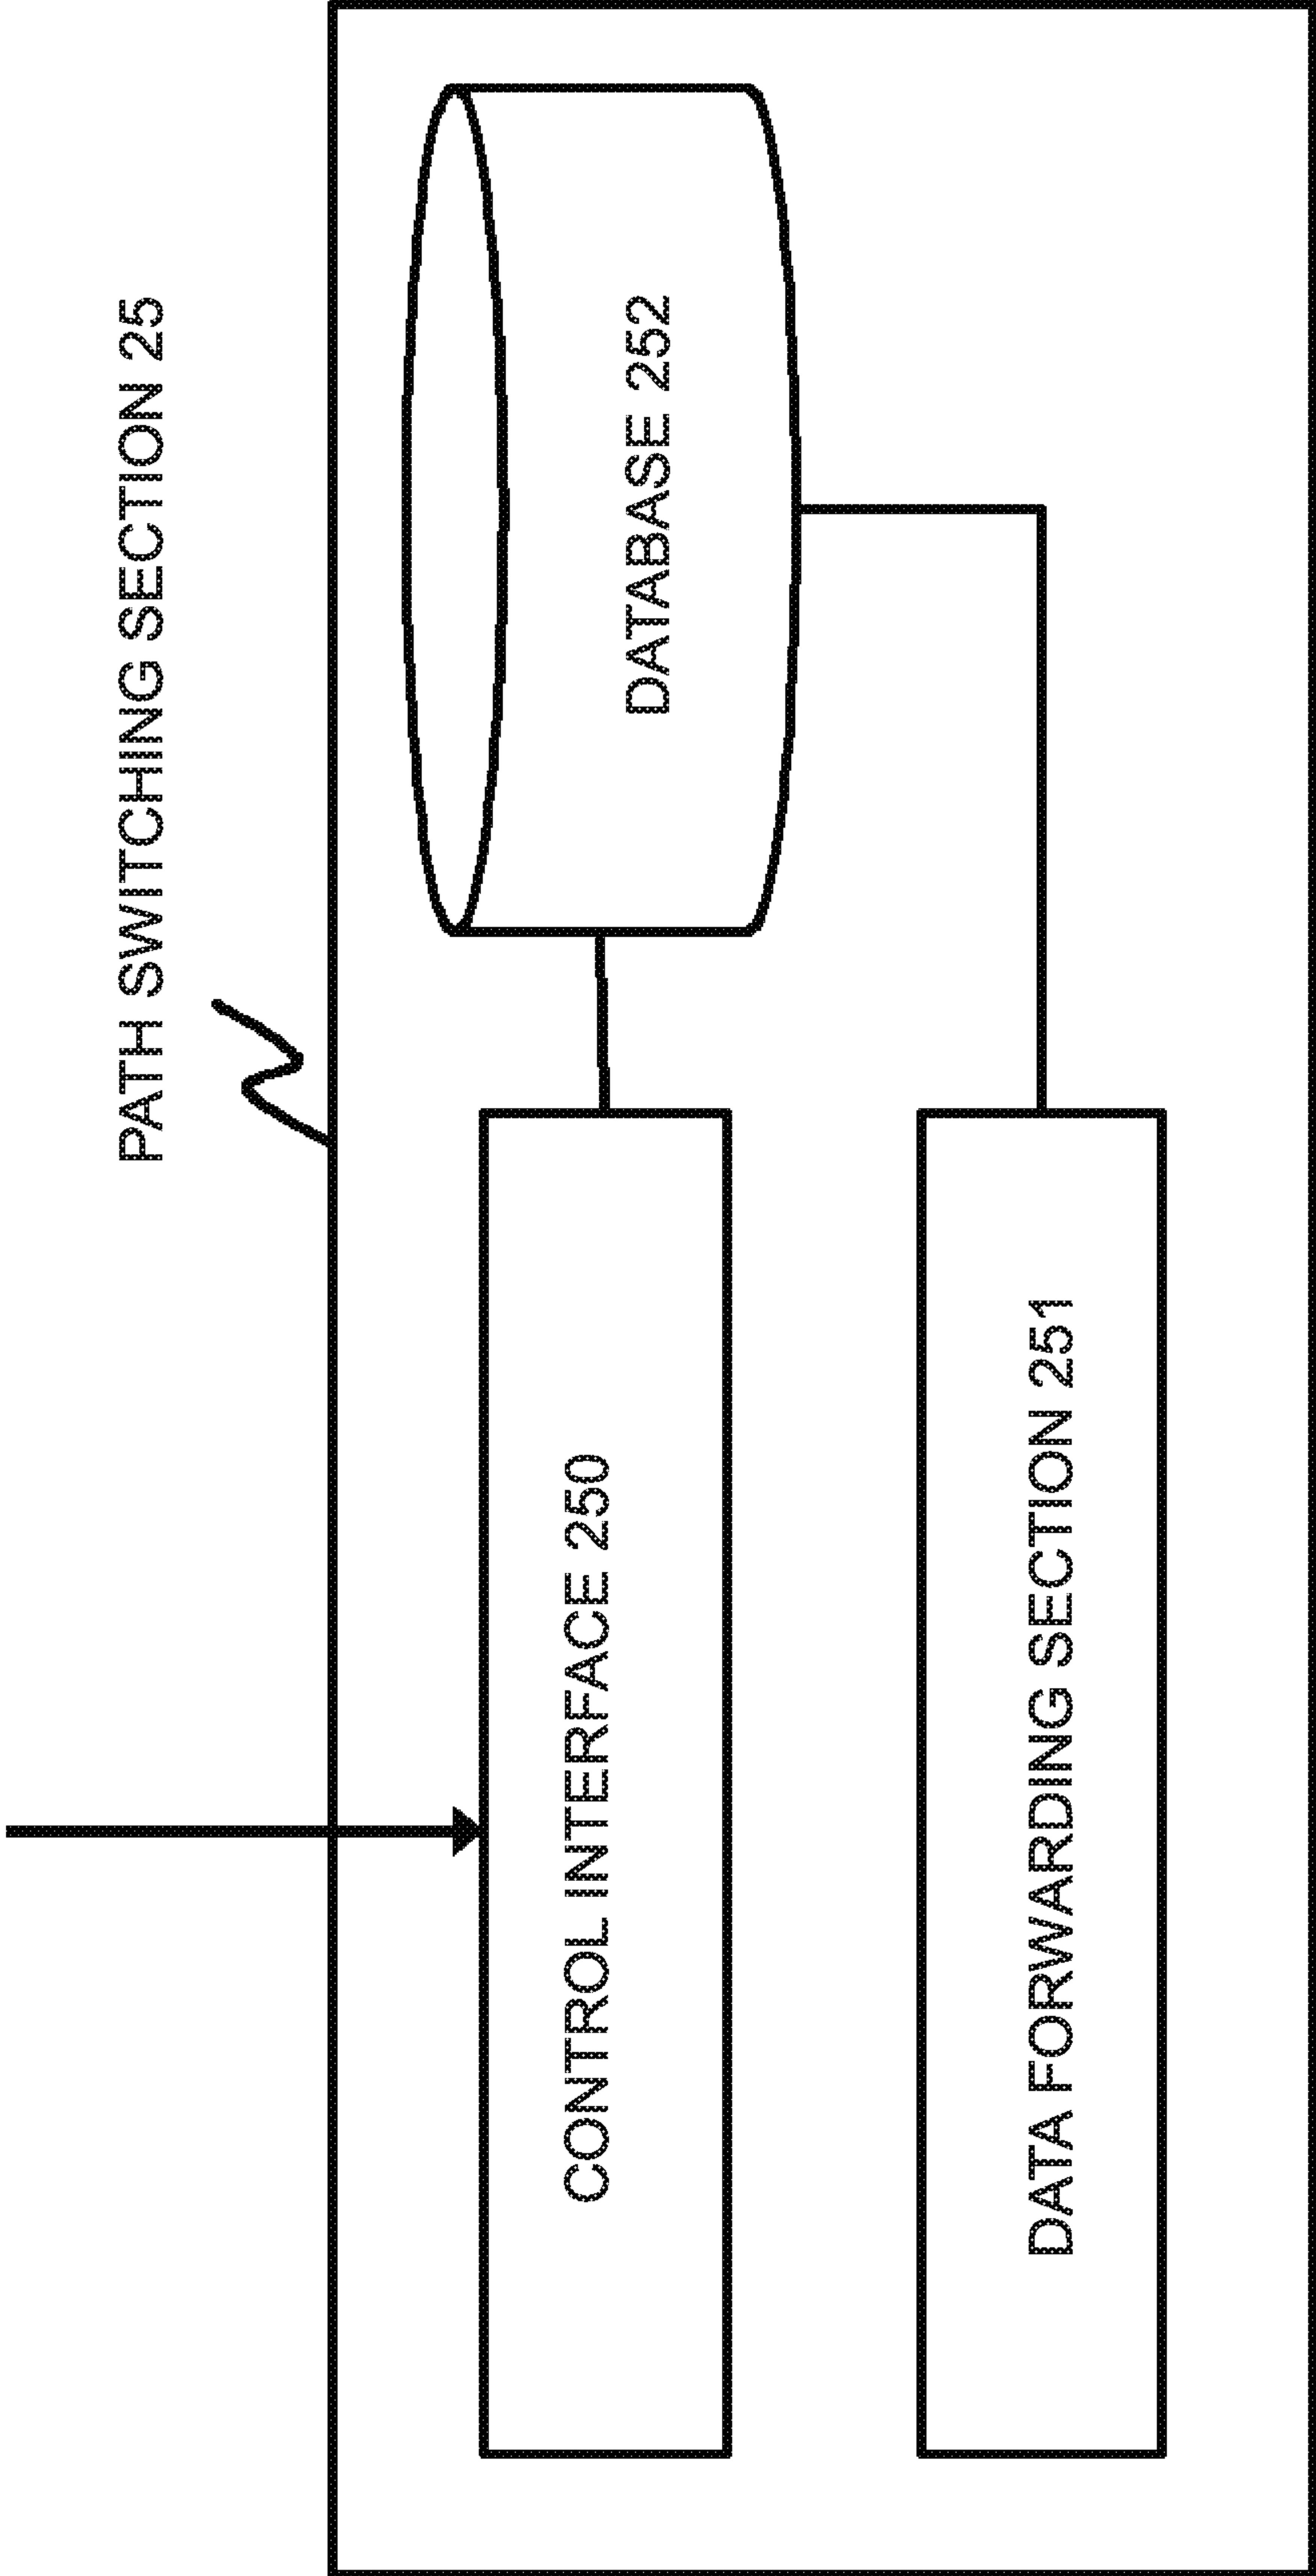 PATH SWITCHING SECTION 25
CONTROL INTERFACE 250
DATABASE 252
DATA FORWARDING SECTION 251